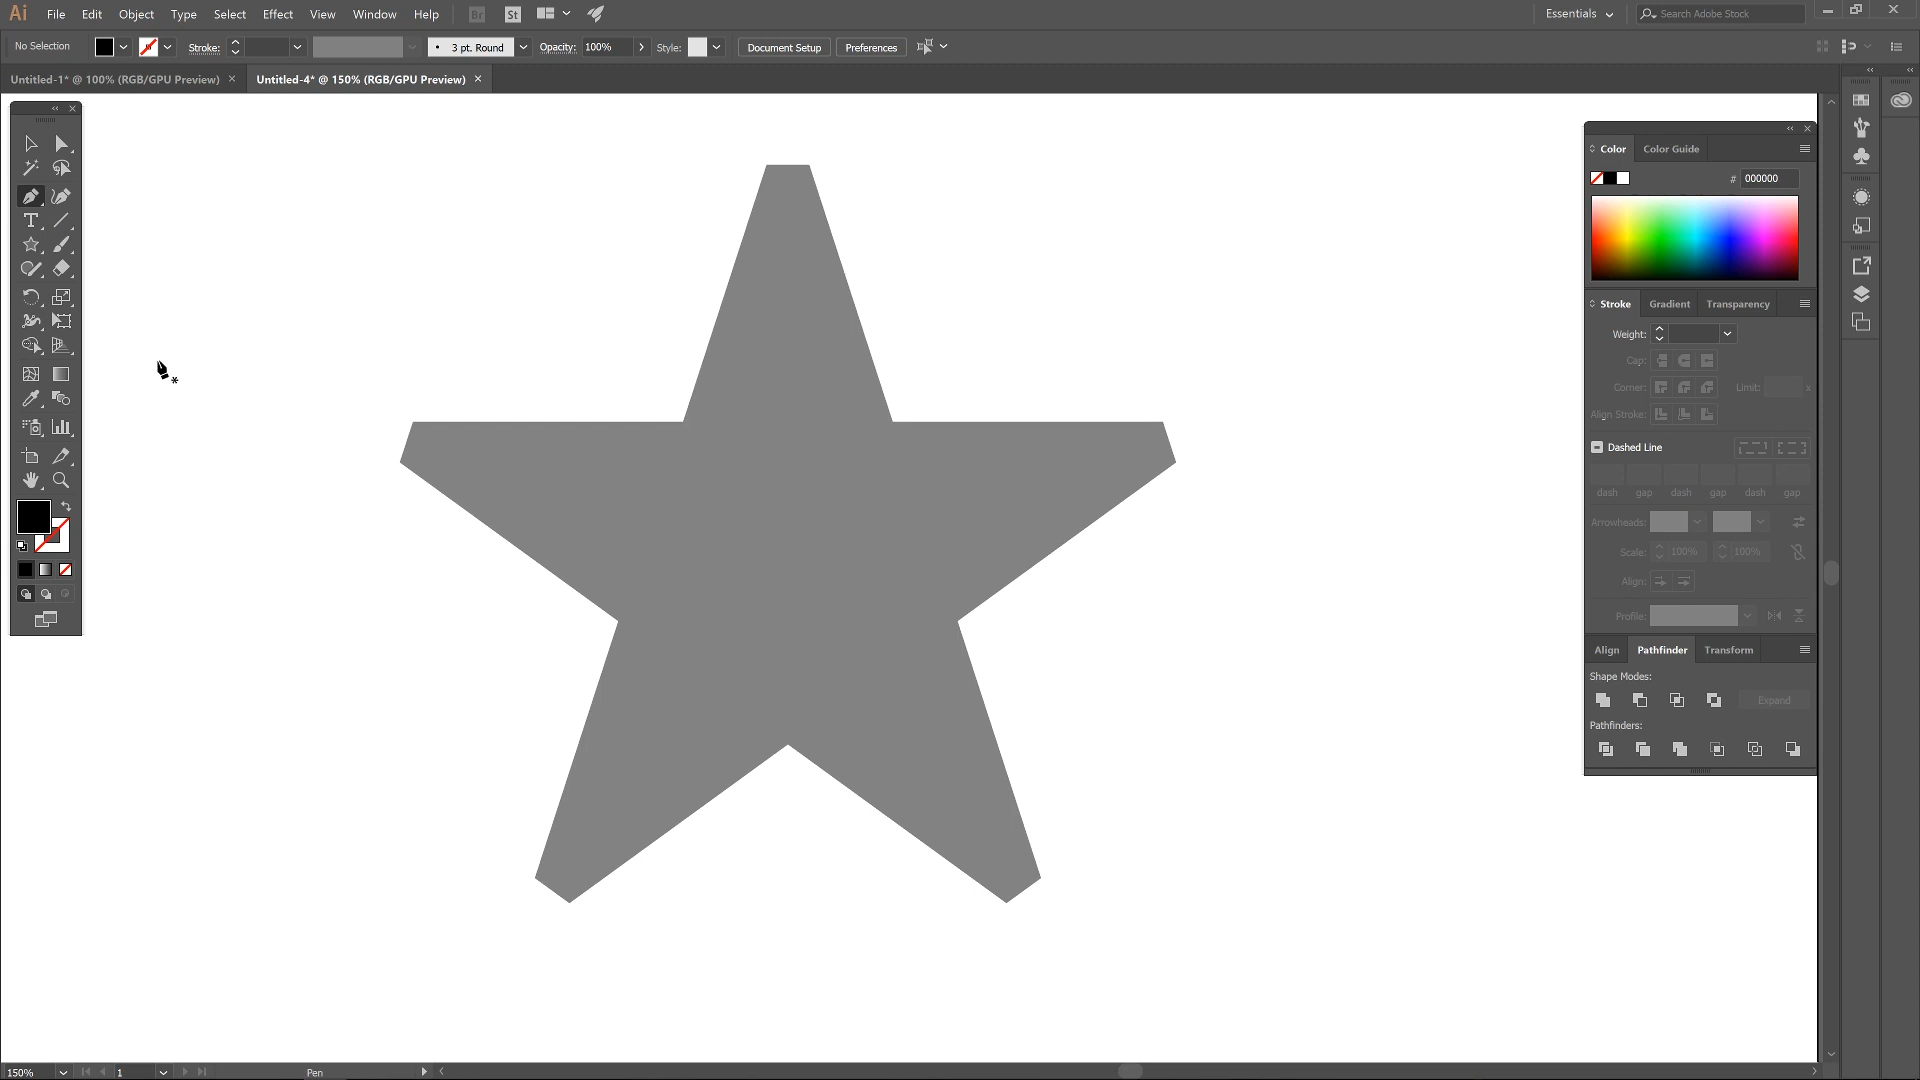 Ai File Edit Object Type Select Effect View Window Help Br St Essentials Search Adobe Stock
No Selection Stroke: 3 pt. Round Opacity: 100% Style: Document Setup Preferences
Untitled-1* @ 100% (RGB/GPU Preview) Untitled-4* @ 150% (RGB/GPU Preview)
Color Color Guide
# 000000
Stroke Gradient Transparency
Weight:
Cap:
Corner: Limit: x
Align Stroke:
Dashed Line
dash gap dash gap dash gap
Arrowheads:
Scale: 100% 100%
Align:
Profile:
Align Pathfinder Transform
Shape Modes:
Expand
Pathfinders:
150% 1 Pen